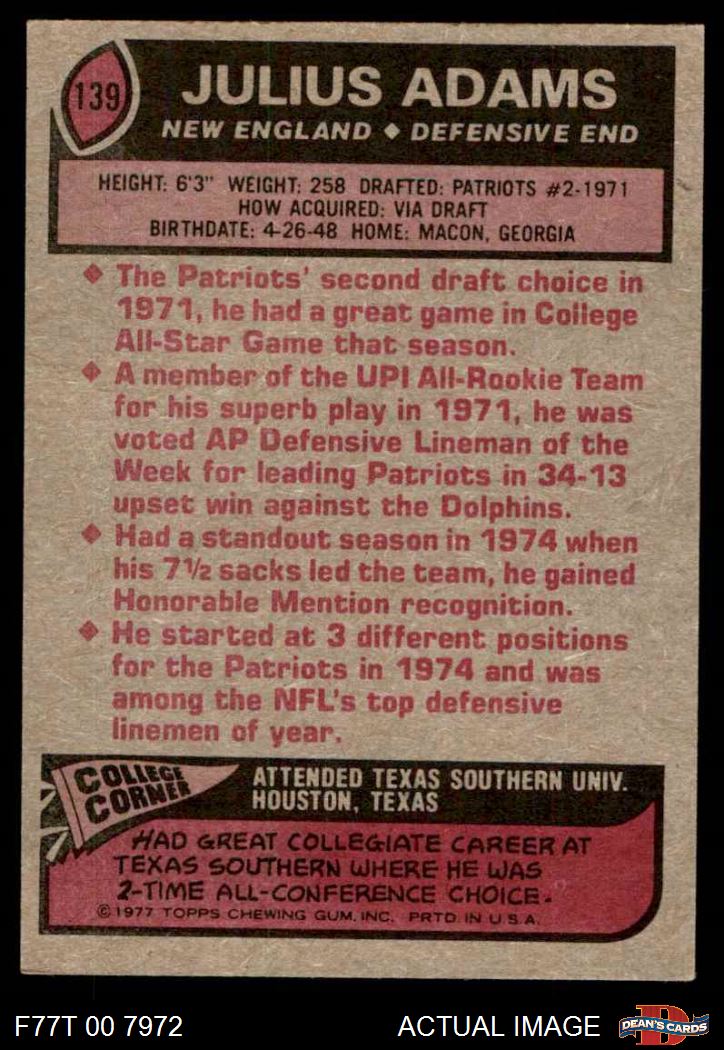 139
JULIUS ADAMS
NEW ENGLAND ◆ DEFENSIVE END
HEIGHT: 6'3" WEIGHT: 258 DRAFTED: PATRIOTS #2-1971
HOW ACQUIRED: VIA DRAFT
BIRTHDATE: 4-26-48 HOME: MACON, GEORGIA
◆ The Patriots' second draft choice in
1971, he had a great game in College
All-Star Game that season.
◆ A member of the UPI All-Rookie Team
for his superb play in 1971, he was
voted AP Defensive Lineman of the
Week for leading Patriots in 34-13
upset win against the Dolphins.
◆ Had a standout season in 1974 when
his 7½ sacks led the team, he gained
Honorable Mention recognition.
◆ He started at 3 different positions
for the Patriots in 1974 and was
among the NFL's top defensive
linemen of year.
COLLEGE
CORNER
ATTENDED TEXAS SOUTHERN UNIV.
HOUSTON, TEXAS
HAD GREAT COLLEGIATE CAREER AT
TEXAS SOUTHERN WHERE HE WAS
2-TIME ALL-CONFERENCE CHOICE.
© 1977 TOPPS CHEWING GUM, INC. PRTD. IN U.S.A.
F77T 00 7972
ACTUAL IMAGE
D
DEAN'S CARDS